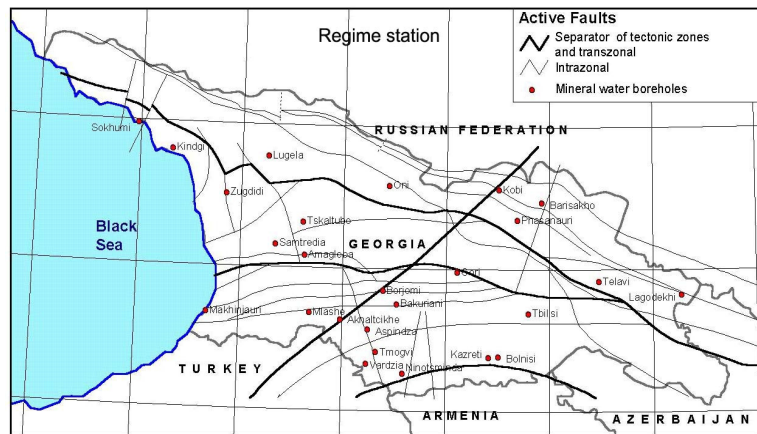 Regime station
Active Faults
Separator of tectonic zones
and transzonal
Intrazonal
Mineral water boreholes
RUSSIAN FEDERATION
Sokhumi
Kindgi
Lugela
Oni
Kobi
Barisakho
Zugdidi
Tskaltubo
Phasanauri
Black
Sea
Samtredia
GEORGIA
Amaglepa
Gori
Telavi
Lagodekhi
Borjomi
Bakuriani
Makhinjauri
Mlashe
Akhaltcikhe
Tbilisi
Aspindza
Tmogvi
Kazreti
Bolnisi
TURKEY
Vardzia
Ninotsminda
ARMENIA
AZERBAIJAN